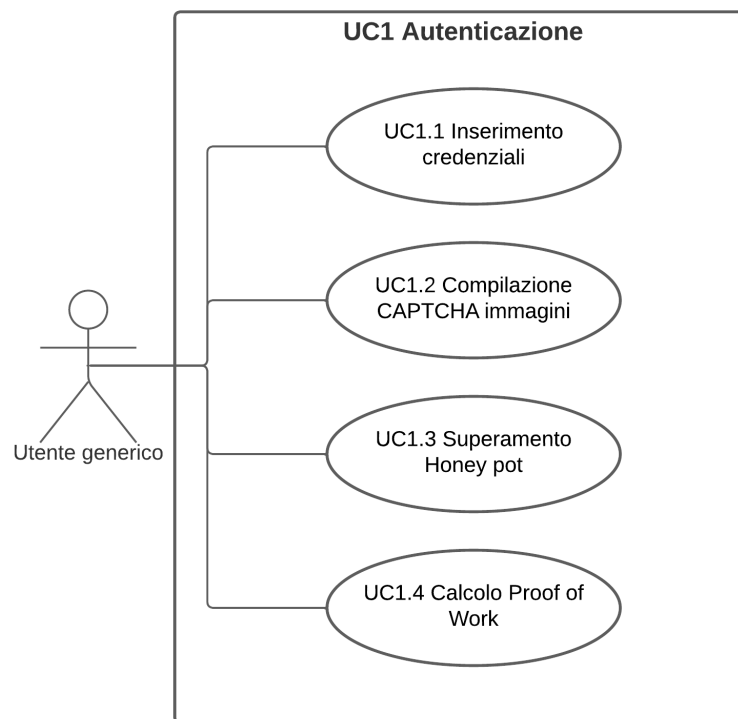 UC1 Autenticazione
UC1.1 Inserimento
credenziali
UC1.2 Compilazione
CAPTCHA immagini
UC1.3 Superamento
Honey pot
UC1.4 Calcolo Proof of
Work
Utente generico